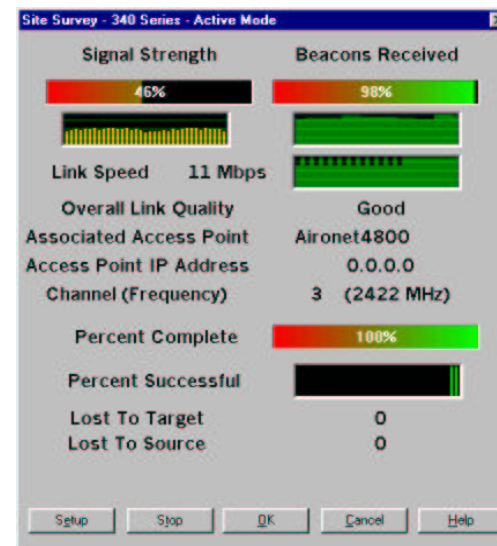 Site Survey - 340 Series - Active Mode
Signal Strength Beacons Received
46% 98%
Link Speed 11 Mbps
Overall Link Quality Good
Associated Access Point Aironet4800
Access Point IP Address 0.0.0.0
Channel (Frequency) 3 (2422 MHz)
Percent Complete 100%
Percent Successful
Lost To Target 0
Lost To Source 0
Setup Stop OK Cancel Help